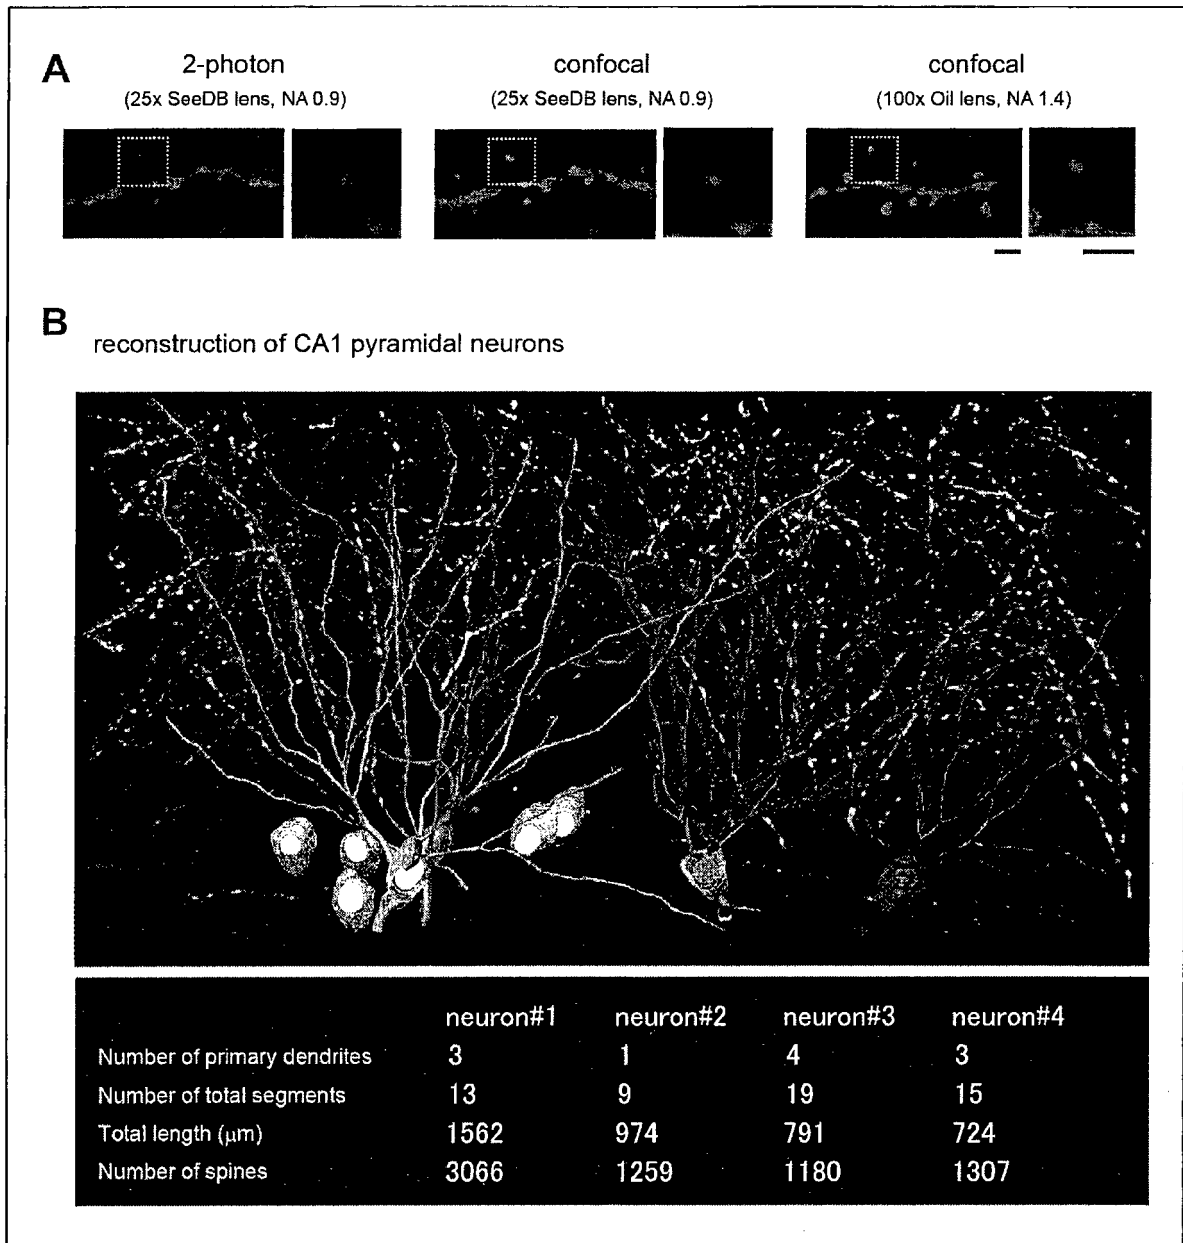 A
2-photon
(25x SeeDB lens, NA 0.9)
confocal
(25x SeeDB lens, NA 0.9)
confocal
(100x Oil lens, NA 1.4)
B
reconstruction of CA1 pyramidal neurons
neuron#1 neuron#2 neuron#3 neuron#4
Number of primary dendrites 3 1 4 3
Number of total segments 13 9 19 15
Total length (μm) 1562 974 791 724
Number of spines 3066 1259 1180 1307